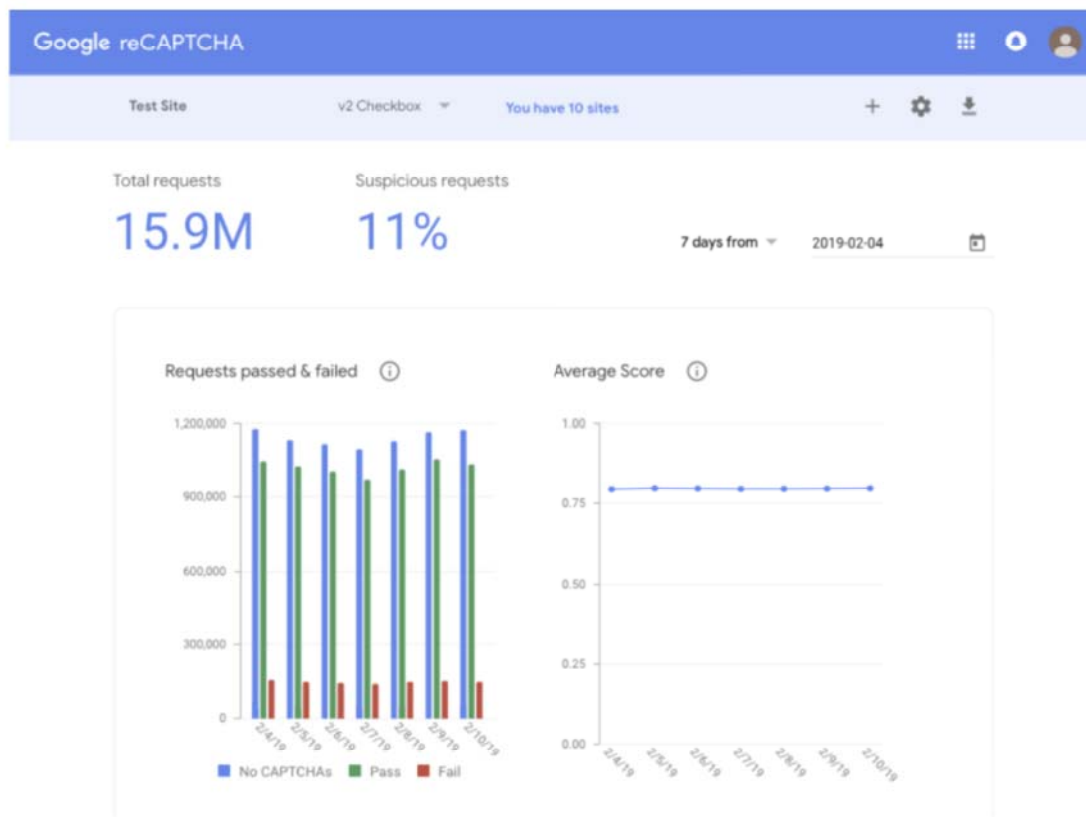 Google reCAPTCHA
Test Site v2 Checkbox You have 10 sites
Total requests Suspicious requests
15.9M 11%
7 days from 2019-02-04
Requests passed & failed
1,200,000
900,000
600,000
300,000
0
2/4/19 2/5/19 2/6/19 2/7/19 2/8/19 2/9/19 2/10/19
No CAPTCHAs Pass Fail
Average Score
1.00
0.75
0.50
0.25
0.00
2/4/19 2/5/19 2/6/19 2/7/19 2/8/19 2/9/19 2/10/19